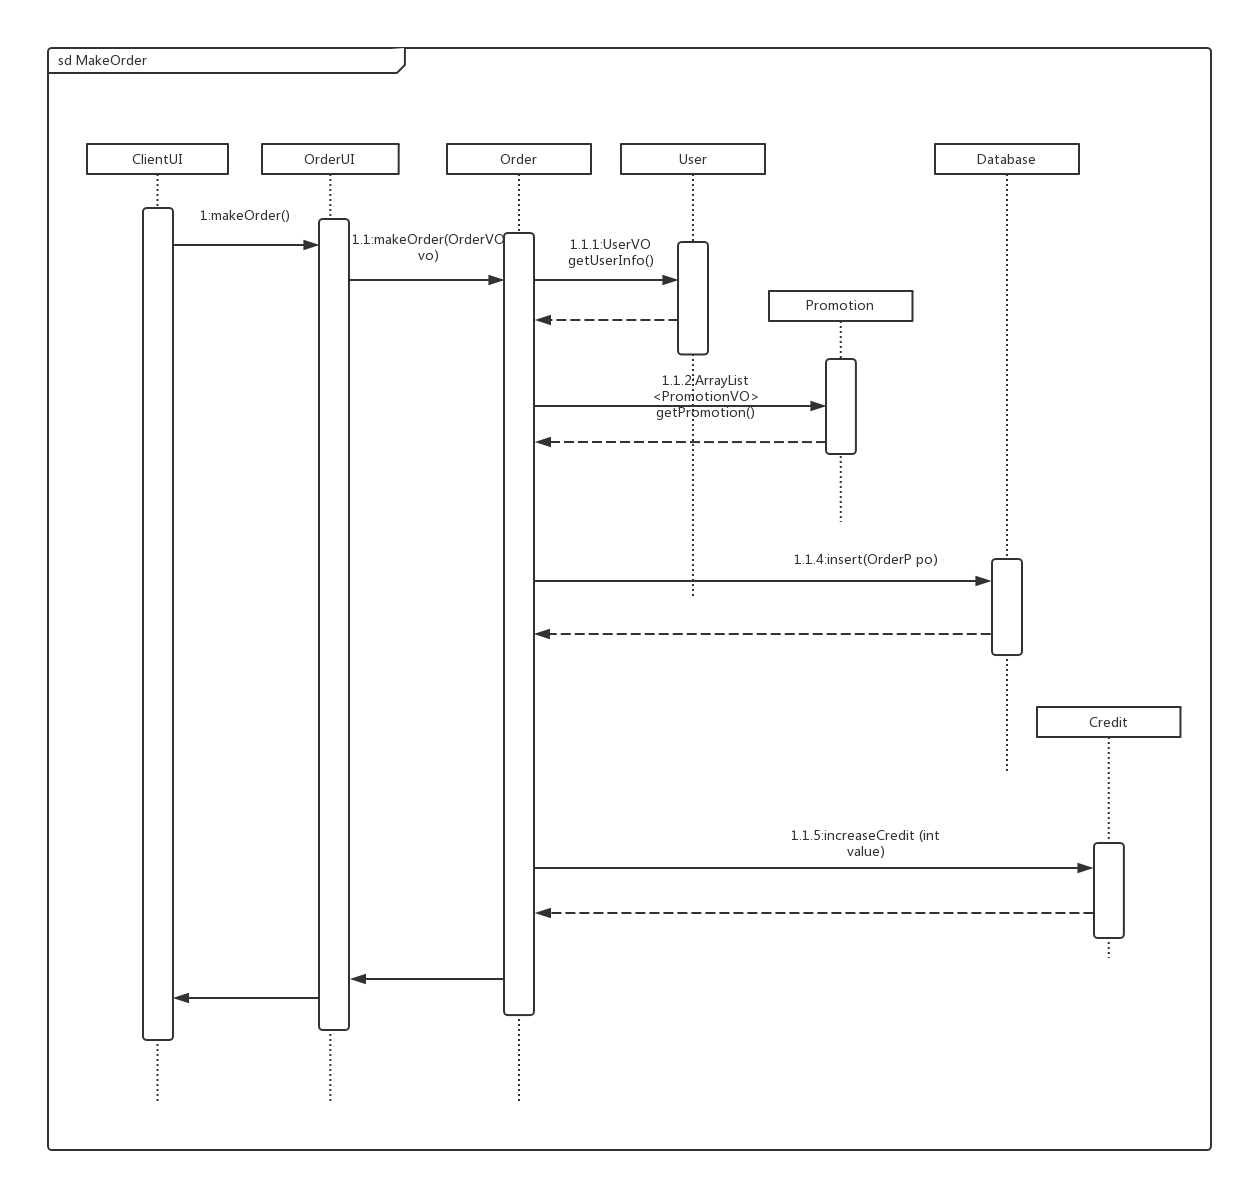 sd MakeOrder
ClientUI
OrderUI
Order
User
Database
1:makeOrder()
1.1:makeOrder(OrderVO
vo)
1.1.1:UserVO
getUserInfo()
Promotion
1.1.2:ArrayList
<PromotionVO>
getPromotion()
1.1.4:insert(OrderP po)
Credit
1.1.5:increaseCredit (int
value)